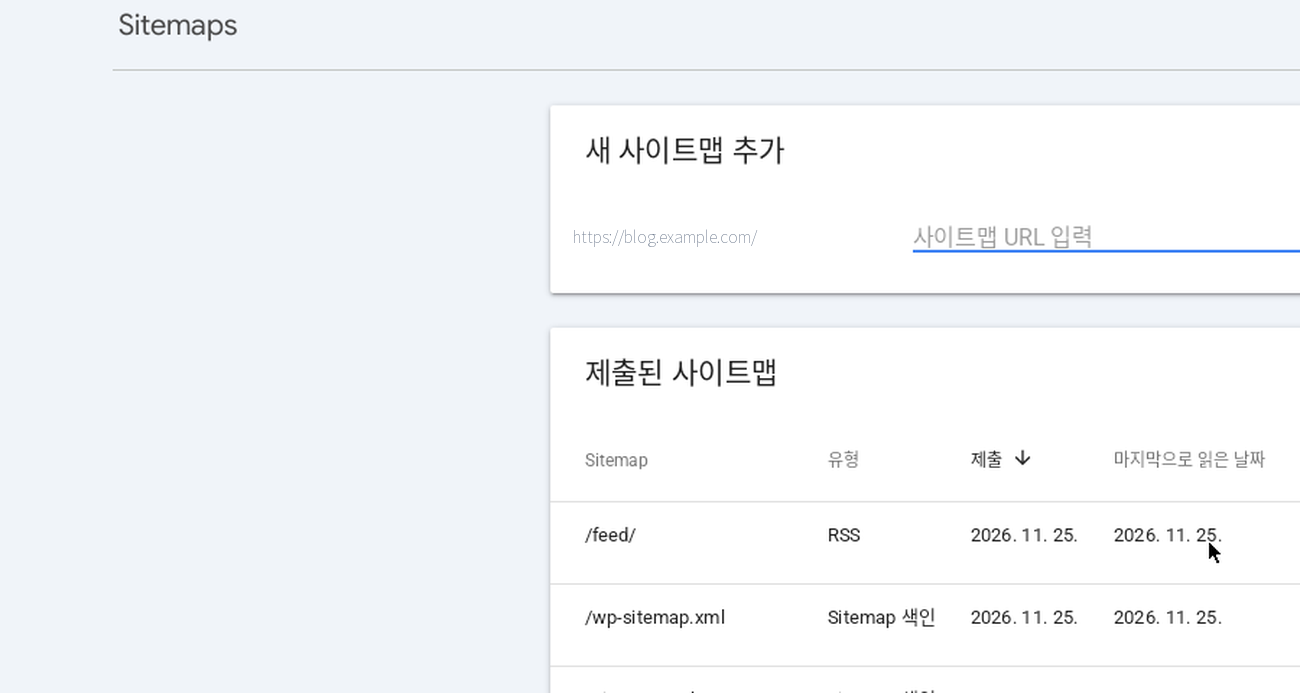 Sitemaps
새 사이트맵 추가
https://blog.example.com/ 사이트맵 URL 입력
제출된 사이트맵
Sitemap 유형 제출 ↓ 마지막으로 읽은 날짜
/feed/ RSS 2026. 11. 25. 2026. 11. 25.
/wp-sitemap.xml Sitemap 색인 2026. 11. 25. 2026. 11. 25.